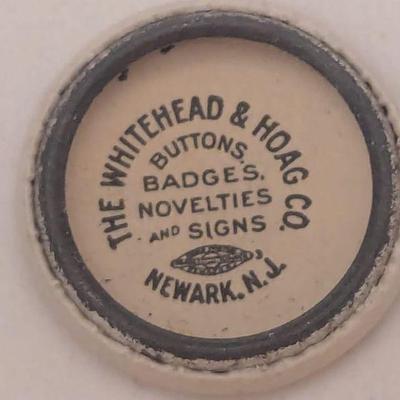 THE WHITEHEAD & HOAG CO.
BUTTONS,
BADGES,
NOVELTIES
AND SIGNS
NEWARK, N.J.